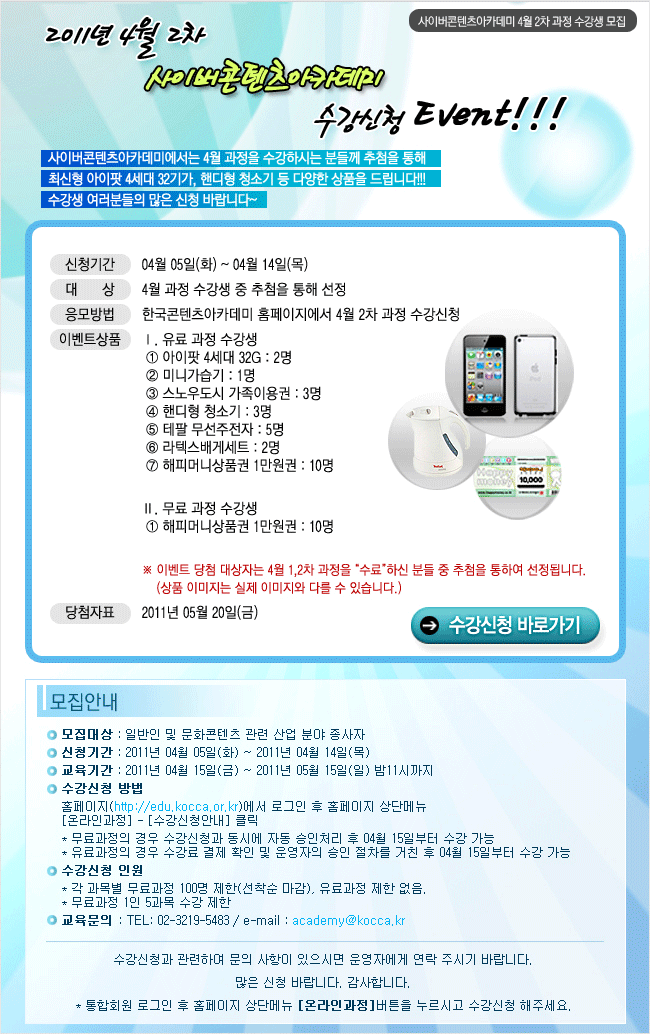 사이버콘텐츠아카데미 4월 2차 과정 수강생 모집
2011년 4월 2차
사이버콘텐츠아카데미
수강신청 Event!!!
사이버콘텐츠아카데미에서는 4월 과정을 수강하시는 분들께 추첨을 통해
최신형 아이팟 4세대 32기가, 핸디형 청소기 등 다양한 상품을 드립니다!!!
수강생 여러분들의 많은 신청 바랍니다~
신청기간 04월 05일(화) ~ 04월 14일(목)
대 상 4월 과정 수강생 중 추첨을 통해 선정
응모방법 한국콘텐츠아카데미 홈페이지에서 4월 2차 과정 수강신청
이벤트상품 Ⅰ. 유료 과정 수강생
① 아이팟 4세대 32G : 2명
② 미니가습기 : 1명
③ 스노우도시 가족이용권 : 3명
④ 핸디형 청소기 : 3명
⑤ 테팔 무선주전자 : 5명
⑥ 라텍스배게세트 : 2명
⑦ 해피머니상품권 1만원권 : 10명
iPod
Tefal
Happy
money
10,000
Ⅱ. 무료 과정 수강생
① 해피머니상품권 1만원권 : 10명
※ 이벤트 당첨 대상자는 4월 1,2차 과정을 "수료"하신 분들 중 추첨을 통하여 선정됩니다.
(상품 이미지는 실제 이미지와 다를 수 있습니다.)
당첨자표 2011년 05월 20일(금)
수강신청 바로가기
모집안내
모집대상 : 일반인 및 문화콘텐츠 관련 산업 분야 종사자
신청기간 : 2011년 04월 05일(화) ~ 2011년 04월 14일(목)
교육기간 : 2011년 04월 15일(금) ~ 2011년 05월 15일(일) 밤11시까지
수강신청 방법
홈페이지(http://edu.kocca.or.kr)에서 로그인 후 홈페이지 상단메뉴
[온라인과정] - [수강신청안내] 클릭
* 무료과정의 경우 수강신청과 동시에 자동 승인처리 후 04월 15일부터 수강 가능
* 유료과정의 경우 수강료 결제 확인 및 운영자의 승인 절차를 거친 후 04월 15일부터 수강 가능
수강신청 인원
* 각 과목별 무료과정 100명 제한(선착순 마감). 유료과정 제한 없음.
* 무료과정 1인 5과목 수강 제한
교육문의 : TEL: 02-3219-5483 / e-mail : academy@kocca.kr
수강신청과 관련하여 문의 사항이 있으시면 운영자에게 연락 주시기 바랍니다.
많은 신청 바랍니다. 감사합니다.
* 통합회원 로그인 후 홈페이지 상단메뉴 [온라인과정]버튼을 누르시고 수강신청 해주세요.